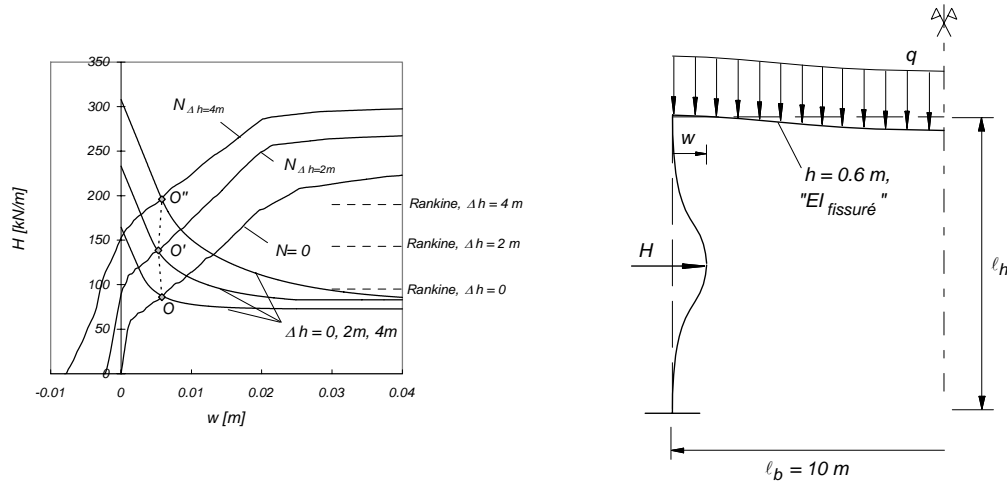 350
300
250
200
150
100
50
0
H [kN/m]
-0.01 0 0.01 0.02 0.03 0.04
w [m]
N Δh=4m
N Δh=2m
N= 0
O"
O'
O
Δh = 0, 2m, 4m
Rankine, Δh = 4 m
Rankine, Δh = 2 m
Rankine, Δh = 0
q
w
h = 0.6 m,
"EI fissuré "
H
ℓh
ℓb = 10 m